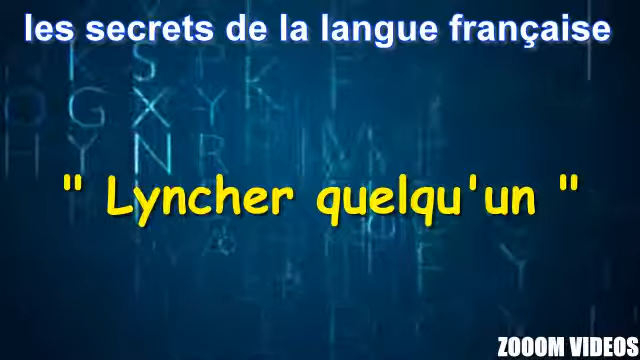 les secrets de la langue française
" Lyncher quelqu'un "
ZOOOM VIDEOS